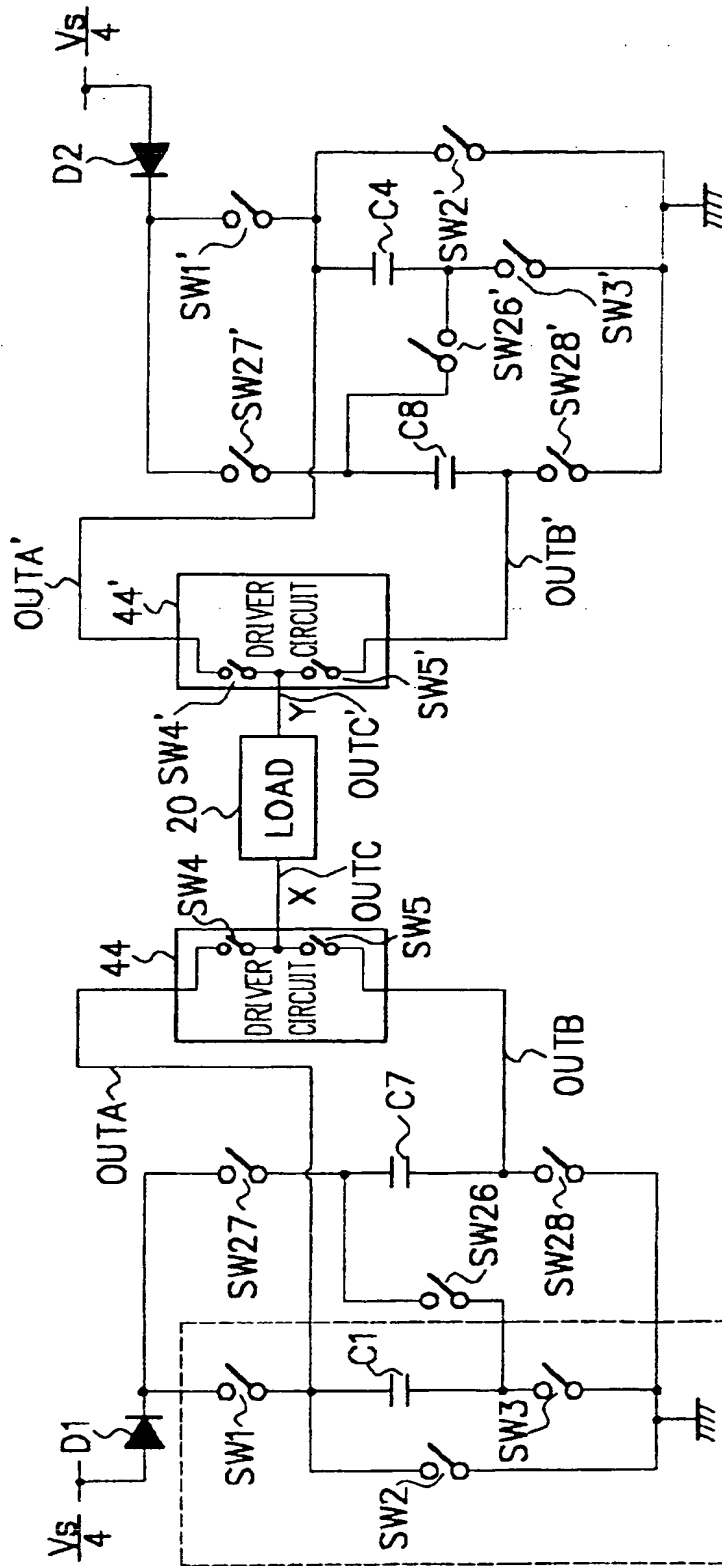 Vs
4
D1
SW1
SW2
C1
SW3
SW26
SW27
C7
SW28
OUTA
OUTB
44
DRIVER
CIRCUIT
SW4
SW5
X
OUTC
20
LOAD
Y
OUTC'
44'
DRIVER
CIRCUIT
SW4'
SW5'
OUTA'
OUTB'
SW27'
C8
SW28'
SW26'
SW1'
C4
SW3'
SW2'
D2
Vs
4